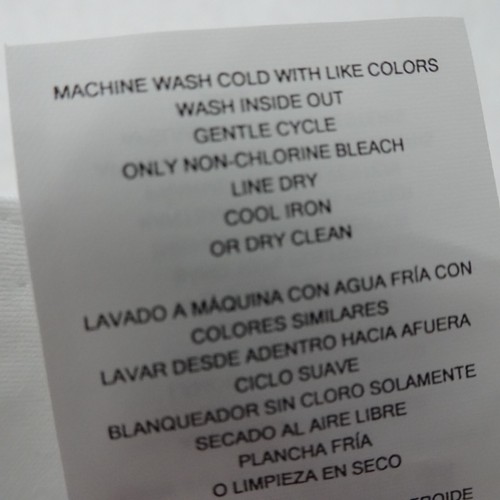 MACHINE WASH COLD WITH LIKE COLORS
WASH INSIDE OUT
GENTLE CYCLE
ONLY NON-CHLORINE BLEACH
LINE DRY
COOL IRON
OR DRY CLEAN
LAVADO A MÁQUINA CON AGUA FRÍA CON
COLORES SIMILARES
LAVAR DESDE ADENTRO HACIA AFUERA
CICLO SUAVE
BLANQUEADOR SIN CLORO SOLAMENTE
SECADO AL AIRE LIBRE
PLANCHA FRÍA
O LIMPIEZA EN SECO